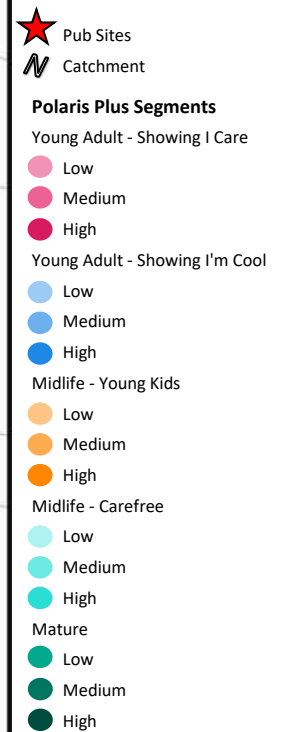 Pub Sites
Catchment
Polaris Plus Segments
Young Adult - Showing I Care
Low
Medium
High
Young Adult - Showing I'm Cool
Low
Medium
High
Midlife - Young Kids
Low
Medium
High
Midlife - Carefree
Low
Medium
High
Mature
Low
Medium
High